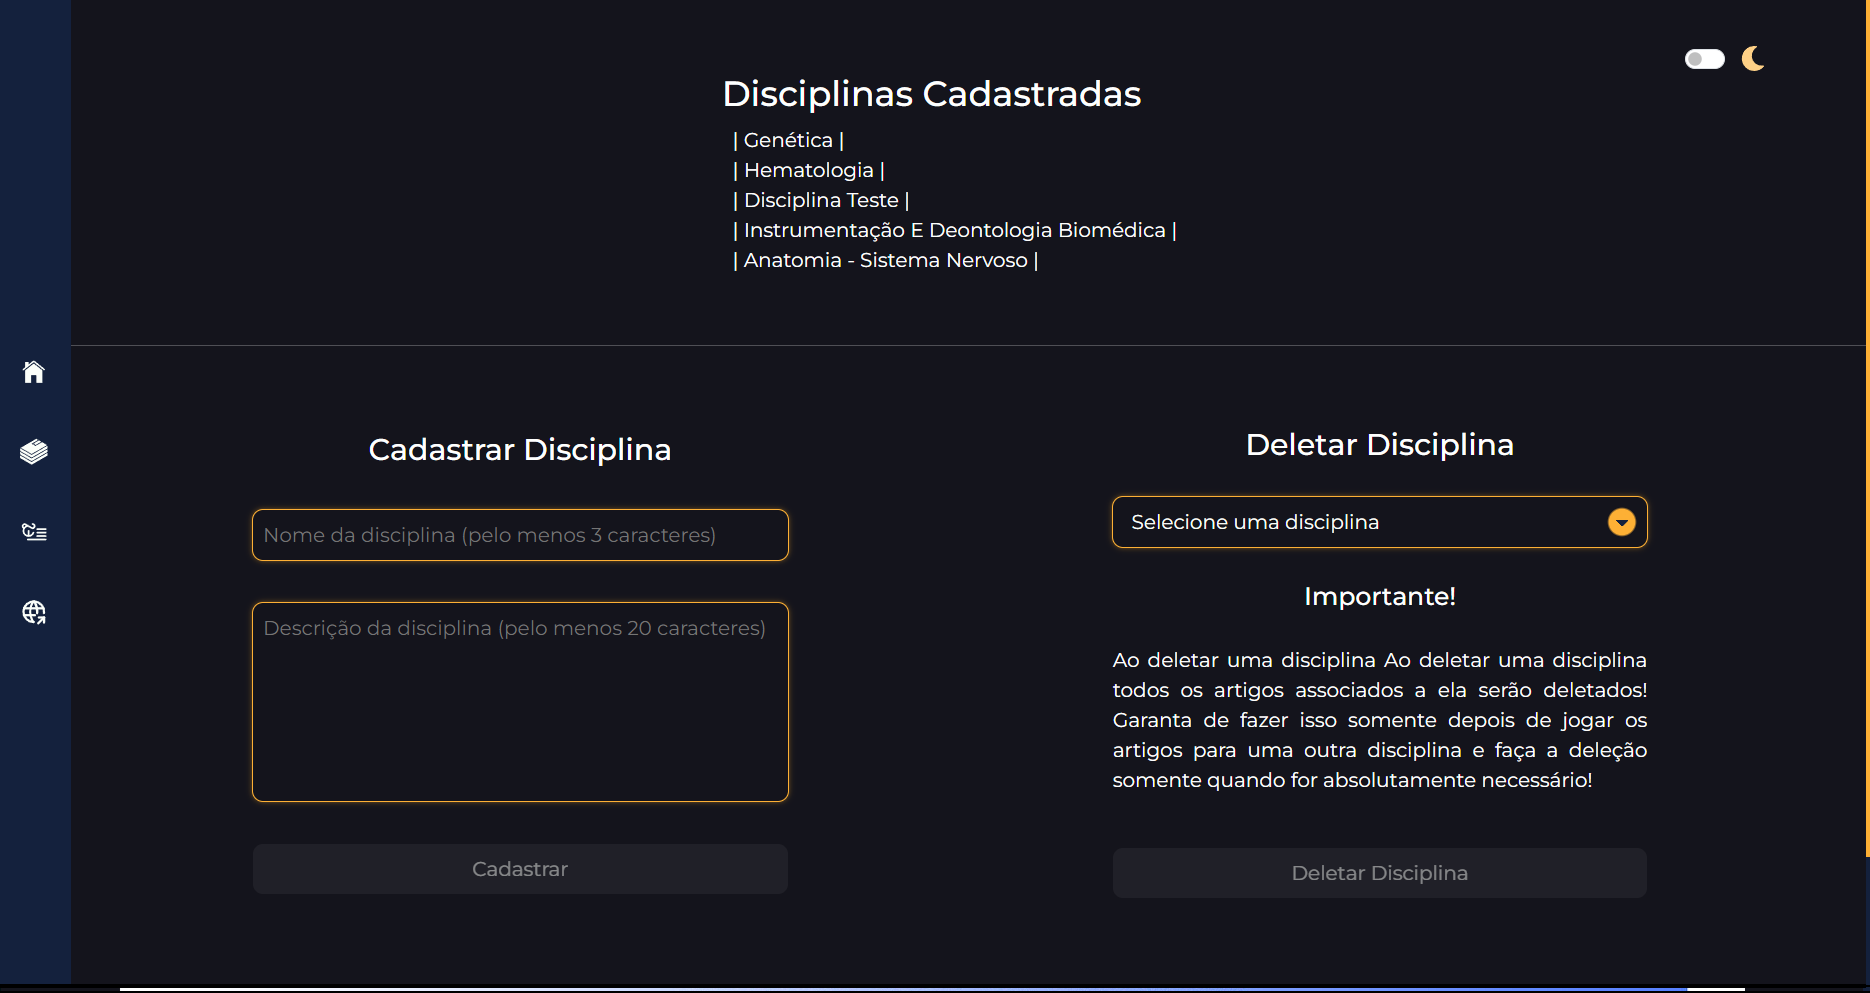 Disciplinas Cadastradas
| Genética |
| Hematologia |
| Disciplina Teste |
| Instrumentação E Deontologia Biomédica |
| Anatomia - Sistema Nervoso |
Cadastrar Disciplina
Nome da disciplina (pelo menos 3 caracteres)
Descrição da disciplina (pelo menos 20 caracteres)
Cadastrar
Deletar Disciplina
Selecione uma disciplina
Importante!
Ao deletar uma disciplina Ao deletar uma disciplina
todos os artigos associados a ela serão deletados!
Garanta de fazer isso somente depois de jogar os
artigos para uma outra disciplina e faça a deleção
somente quando for absolutamente necessário!
Deletar Disciplina